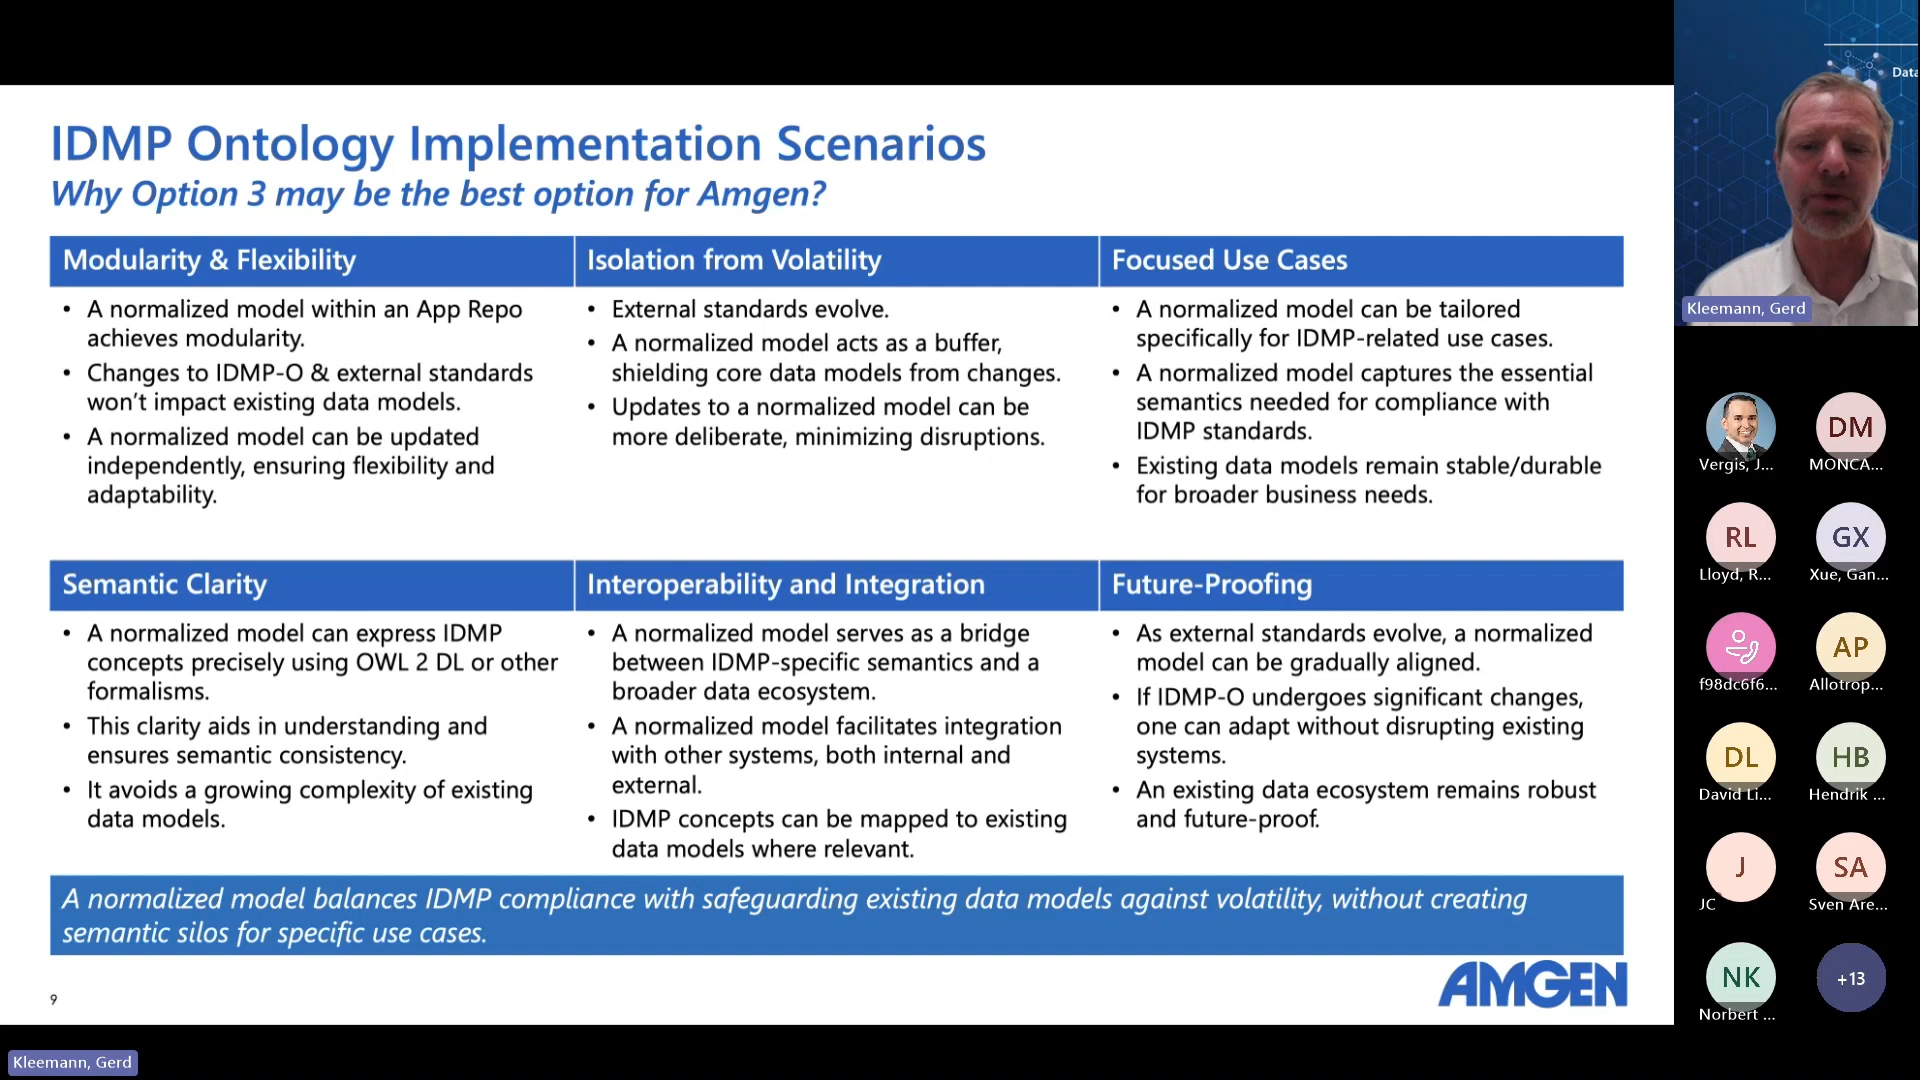 IDMP Ontology Implementation Scenarios
Why Option 3 may be the best option for Amgen?
Modularity & Flexibility
• A normalized model within an App Repo
achieves modularity.
• Changes to IDMP-O & external standards
won't impact existing data models.
• A normalized model can be updated
independently, ensuring flexibility and
adaptability.
Isolation from Volatility
• External standards evolve.
• A normalized model acts as a buffer,
shielding core data models from changes.
• Updates to a normalized model can be
more deliberate, minimizing disruptions.
Focused Use Cases
• A normalized model can be tailored
specifically for IDMP-related use cases.
• A normalized model captures the essential
semantics needed for compliance with
IDMP standards.
• Existing data models remain stable/durable
for broader business needs.
Semantic Clarity
• A normalized model can express IDMP
concepts precisely using OWL 2 DL or other
formalisms.
• This clarity aids in understanding and
ensures semantic consistency.
• It avoids a growing complexity of existing
data models.
Interoperability and Integration
• A normalized model serves as a bridge
between IDMP-specific semantics and a
broader data ecosystem.
• A normalized model facilitates integration
with other systems, both internal and
external.
• IDMP concepts can be mapped to existing
data models where relevant.
Future-Proofing
• As external standards evolve, a normalized
model can be gradually aligned.
• If IDMP-O undergoes significant changes,
one can adapt without disrupting existing
systems.
• An existing data ecosystem remains robust
and future-proof.
A normalized model balances IDMP compliance with safeguarding existing data models against volatility, without creating
semantic silos for specific use cases.
9
AMGEN
Kleemann, Gerd
Data
Kleemann, Gerd
Vergis, J...
DM
MONCA...
RL
Lloyd, R...
GX
Xue, Gan...
f98dc6f6...
AP
Allotrop...
DL
David Li...
HB
Hendrik ...
J
JC
SA
Sven Are...
NK
Norbert ...
+13